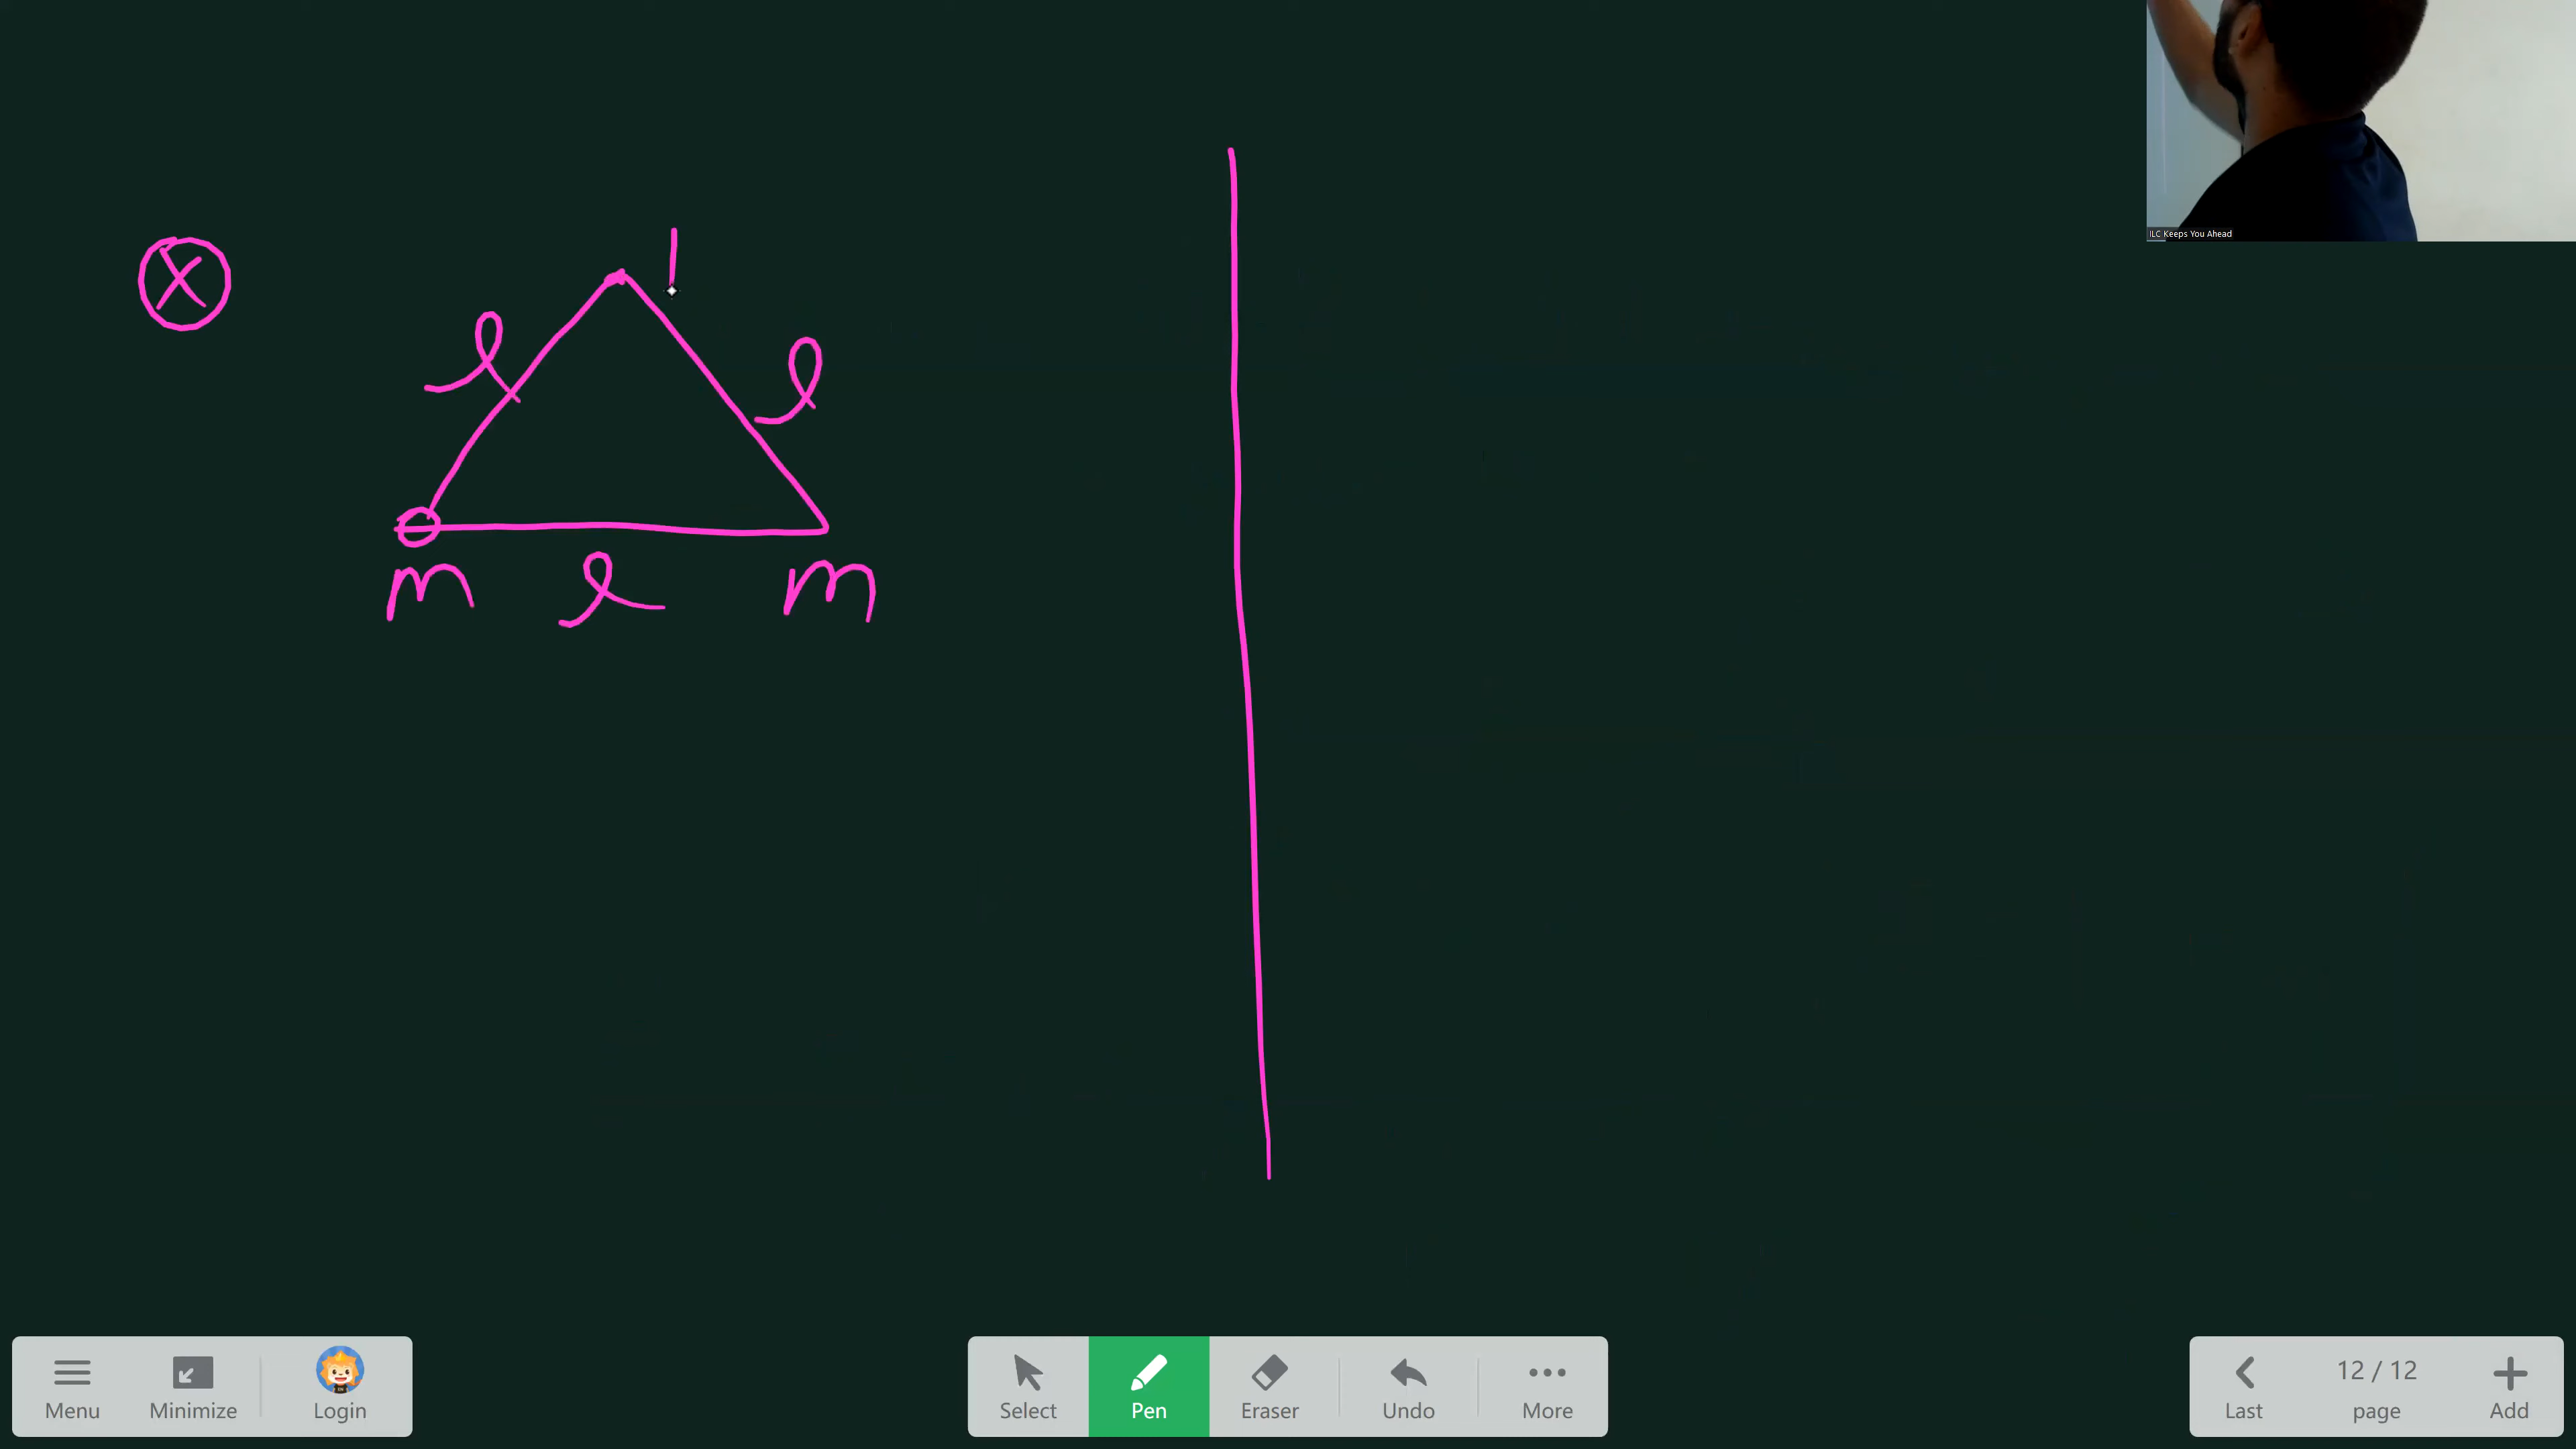 ILC Keeps You Ahead
ℓ ℓ
m ℓ m
Menu Minimize Login
Select Pen Eraser Undo More
Last 12 / 12 page Add